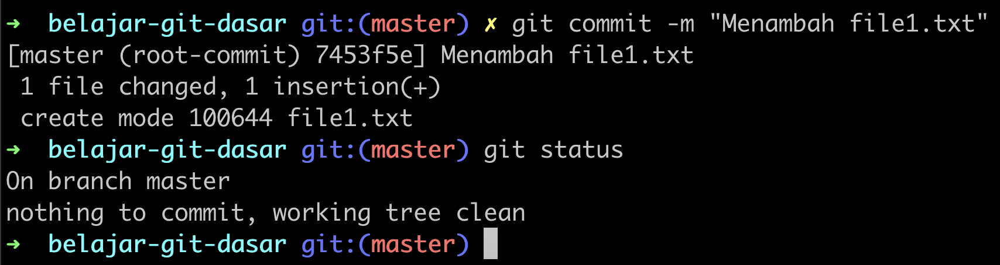 ➜  belajar-git-dasar git:(master) ✗ git commit -m "Menambah file1.txt"
[master (root-commit) 7453f5e] Menambah file1.txt
 1 file changed, 1 insertion(+)
 create mode 100644 file1.txt
➜  belajar-git-dasar git:(master) git status
On branch master
nothing to commit, working tree clean
➜  belajar-git-dasar git:(master)